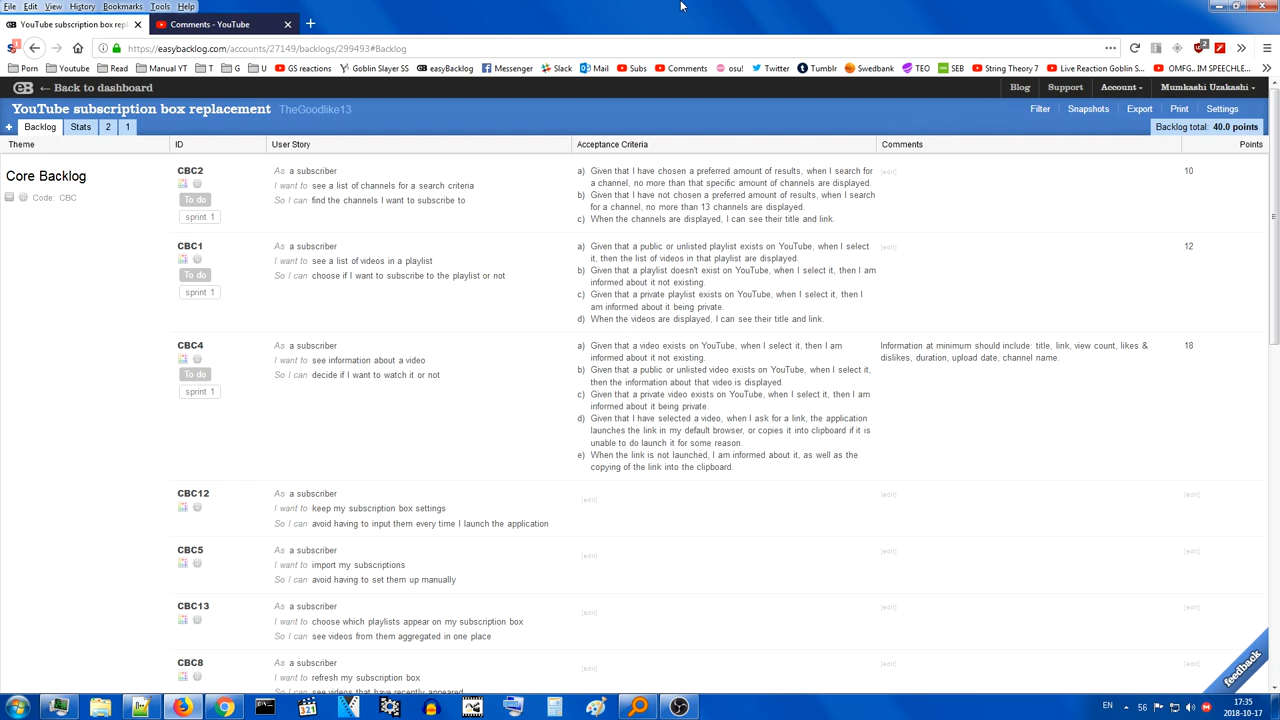 File Edit View History Bookmarks Tools Help
YouTube subscription box repl
Comments - YouTube
https://easybacklog.com/accounts/27149/backlogs/299493#Backlog
Porn Youtube Read Manual YT T G U GS reactions Goblin Slayer SS easyBacklog Messenger Slack Mail Subs Comments osu! Twitter Tumblr Swedbank TEO SEB String Theory 7 Live Reaction Goblin S... OMFG.. IM SPEECHLE...
← Back to dashboard Blog Support Account Mumkashi Uzakashi
YouTube subscription box replacement TheGoodlike13 Filter Snapshots Export Print Settings
+ Backlog Stats 2 1 Backlog total: 40.0 points
Theme ID User Story Acceptance Criteria Comments Points
Core Backlog
Code: CBC
CBC2
To do
sprint 1
As a subscriber
I want to see a list of channels for a search criteria
So I can find the channels I want to subscribe to
a) Given that I have chosen a preferred amount of results, when I search for
a channel, no more than that specific amount of channels are displayed.
b) Given that I have not chosen a preferred amount of results, when I search
for a channel, no more than 13 channels are displayed.
c) When the channels are displayed, I can see their title and link.
[edit]
10
CBC1
To do
sprint 1
As a subscriber
I want to see a list of videos in a playlist
So I can choose if I want to subscribe to the playlist or not
a) Given that a public or unlisted playlist exists on YouTube, when I select
it, then the list of videos in that playlist are displayed.
b) Given that a playlist doesn't exist on YouTube, when I select it, then I am
informed about it not existing.
c) Given that a private playlist exists on YouTube, when I select it, then I
am informed about it being private.
d) When the videos are displayed, I can see their title and link.
[edit]
12
CBC4
To do
sprint 1
As a subscriber
I want to see information about a video
So I can decide if I want to watch it or not
a) Given that a video exists on YouTube, when I select it, then I am
informed about it not existing.
b) Given that a public or unlisted video exists on YouTube, when I select it,
then the information about that video is displayed.
c) Given that a private video exists on YouTube, when I select it, then I am
informed about it being private.
d) Given that I have selected a video, when I ask for a link, the application
launches the link in my default browser, or copies it into clipboard if it is
unable to do launch it for some reason.
e) When the link is not launched, I am informed about it, as well as the
copying of the link into the clipboard.
Information at minimum should include: title, link, view count, likes &
dislikes, duration, upload date, channel name.
18
CBC12
As a subscriber
I want to keep my subscription box settings
So I can avoid having to input them every time I launch the application
[edit] [edit] [edit]
CBC5
As a subscriber
I want to import my subscriptions
So I can avoid having to set them up manually
[edit] [edit] [edit]
CBC13
As a subscriber
I want to choose which playlists appear on my subscription box
So I can see videos from them aggregated in one place
[edit] [edit] [edit]
CBC8
As a subscriber
I want to refresh my subscription box
So I can see videos that have recently appeared
[edit] [edit] [edit]
feedback
EN 56 17:35
2018-10-17